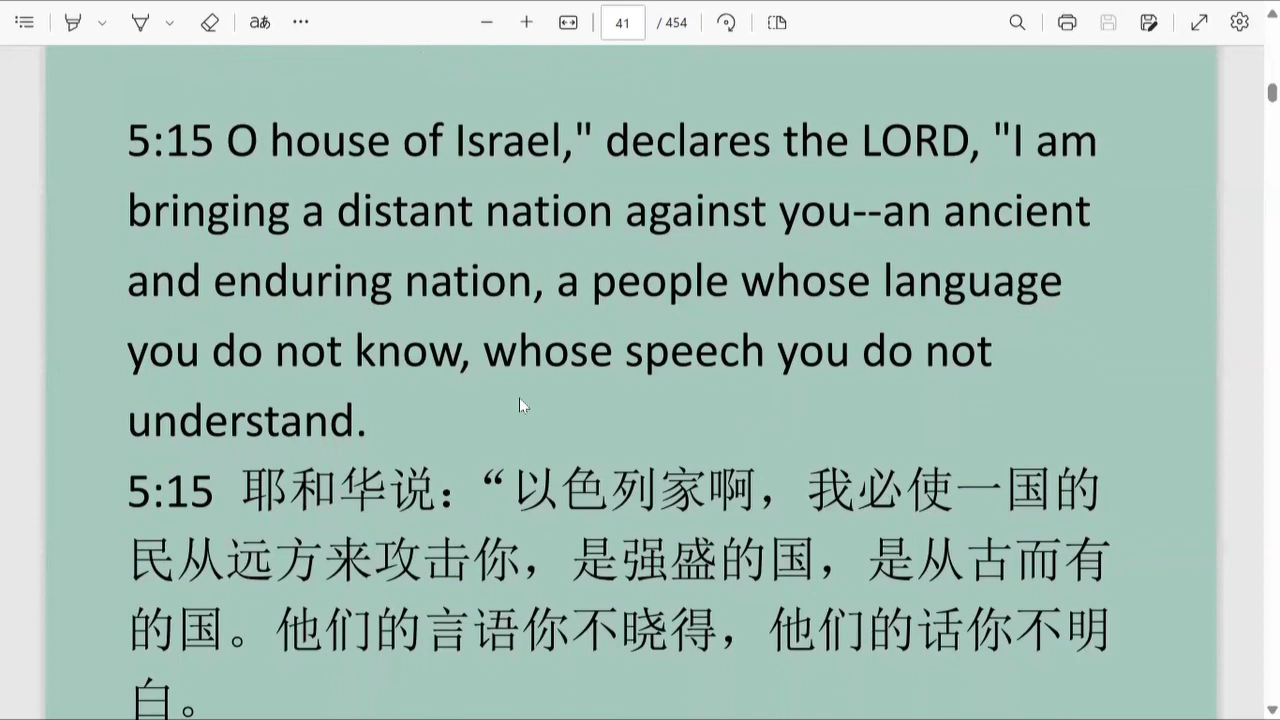 aあ
41 / 454
5:15 O house of Israel," declares the LORD, "I am
bringing a distant nation against you--an ancient
and enduring nation, a people whose language
you do not know, whose speech you do not
understand.
5:15 耶和华说：“以色列家啊，我必使一国的
民从远方来攻击你，是强盛的国，是从古而有
的国。他们的言语你不晓得，他们的话你不明
白。